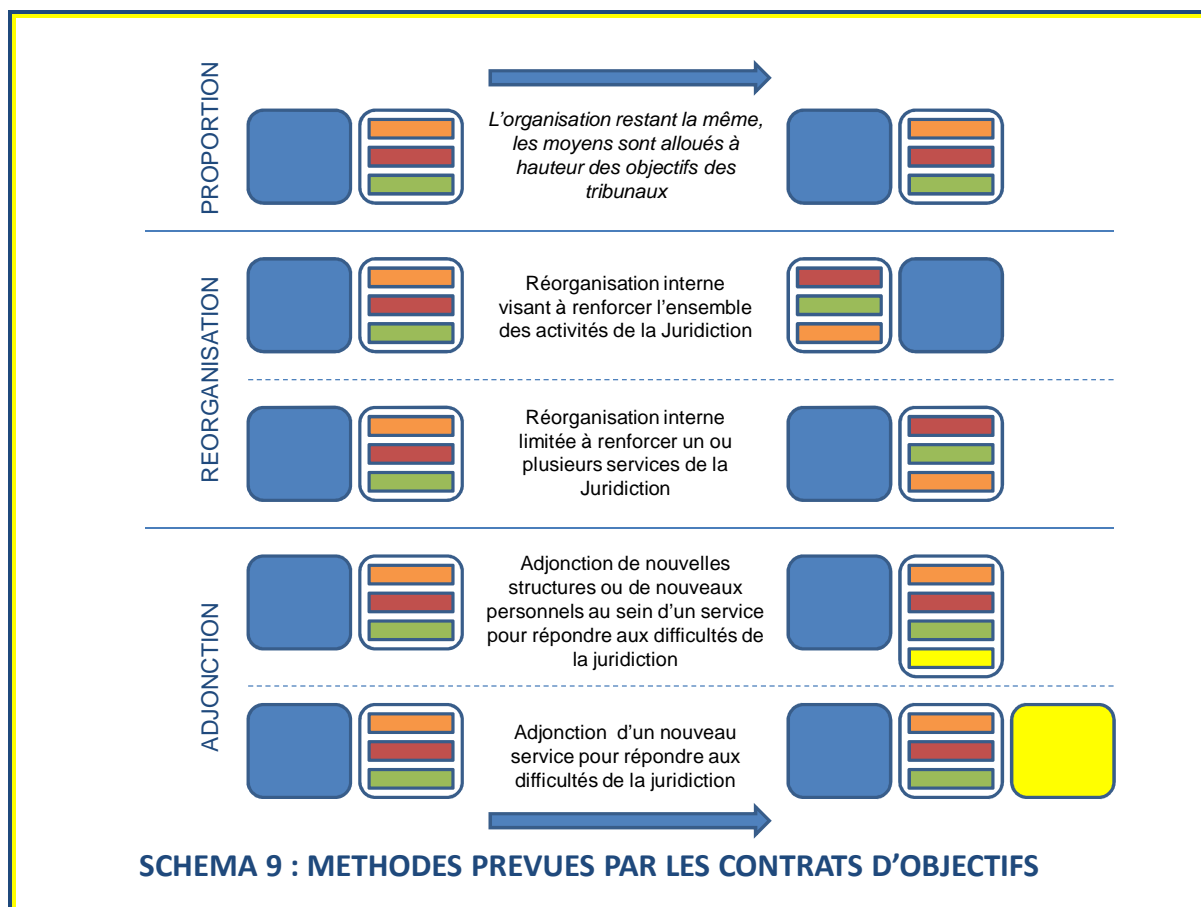 PROPORTION
L'organisation restant la même,
les moyens sont alloués à
hauteur des objectifs des
tribunaux
REORGANISATION
Réorganisation interne
visant à renforcer l'ensemble
des activités de la Juridiction
Réorganisation interne
limitée à renforcer un ou
plusieurs services de la
Juridiction
ADJONCTION
Adjonction de nouvelles
structures ou de nouveaux
personnels au sein d'un service
pour répondre aux difficultés de
la juridiction
Adjonction d'un nouveau
service pour répondre aux
difficultés de la juridiction
SCHEMA 9 : METHODES PREVUES PAR LES CONTRATS D'OBJECTIFS